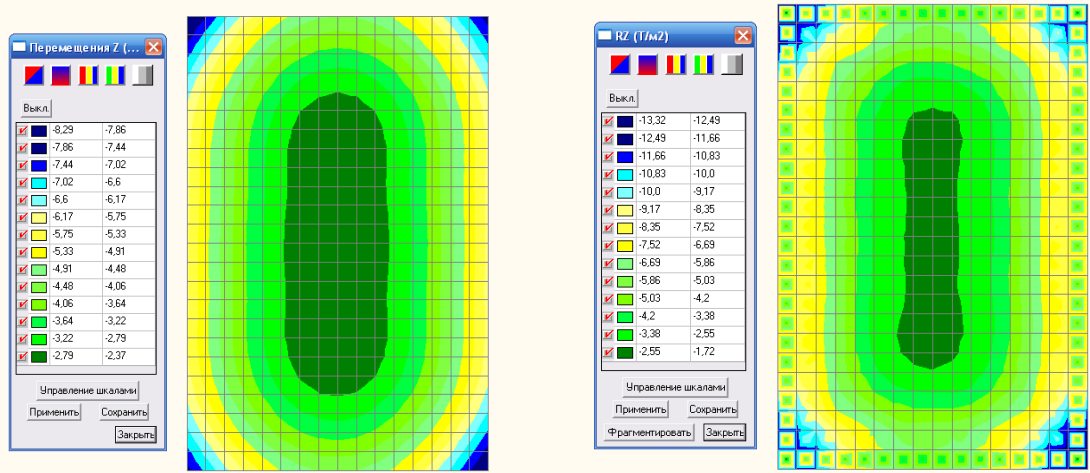 Перемещения Z (...
Выкл.
-8,29 -7,86
-7,86 -7,44
-7,44 -7,02
-7,02 -6,6
-6,6 -6,17
-6,17 -5,75
-5,75 -5,33
-5,33 -4,91
-4,91 -4,48
-4,48 -4,06
-4,06 -3,64
-3,64 -3,22
-3,22 -2,79
-2,79 -2,37
Управление шкалами
Применить Сохранить
Закрыть
RZ (Т/м2)
Выкл.
-13,32 -12,49
-12,49 -11,66
-11,66 -10,83
-10,83 -10,0
-10,0 -9,17
-9,17 -8,35
-8,35 -7,52
-7,52 -6,69
-6,69 -5,86
-5,86 -5,03
-5,03 -4,2
-4,2 -3,38
-3,38 -2,55
-2,55 -1,72
Управление шкалами
Применить Сохранить
Фрагментировать Закрыть